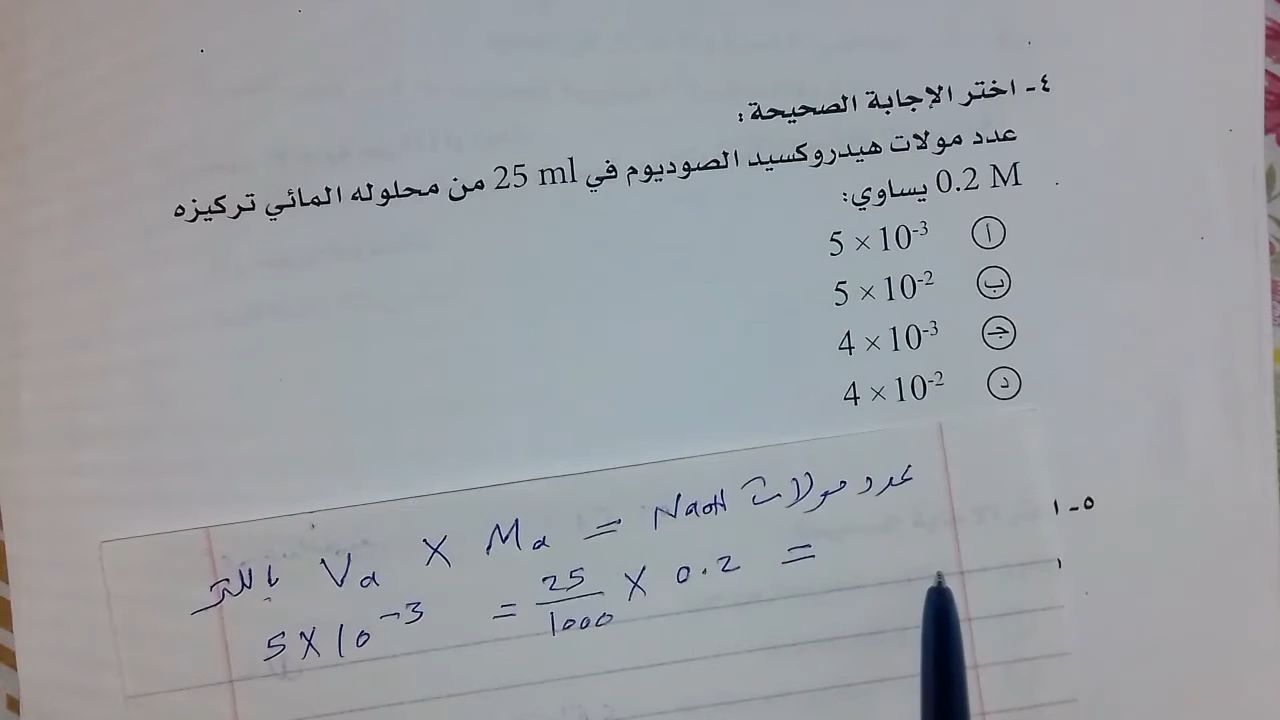 ٤- اختر الإجابة الصحيحة:
عدد مولات هيدروكسيد الصوديوم في 25 ml من محلوله المائي تركيزه
0.2 M يساوي:
أ 5 × 10⁻³
ب 5 × 10⁻²
ج 4 × 10⁻³
د 4 × 10⁻²
عدد مولات NaOH = Ma × Va باللتر
= 0.2 × 25/1000 = 5 × 10⁻³
٥- ١